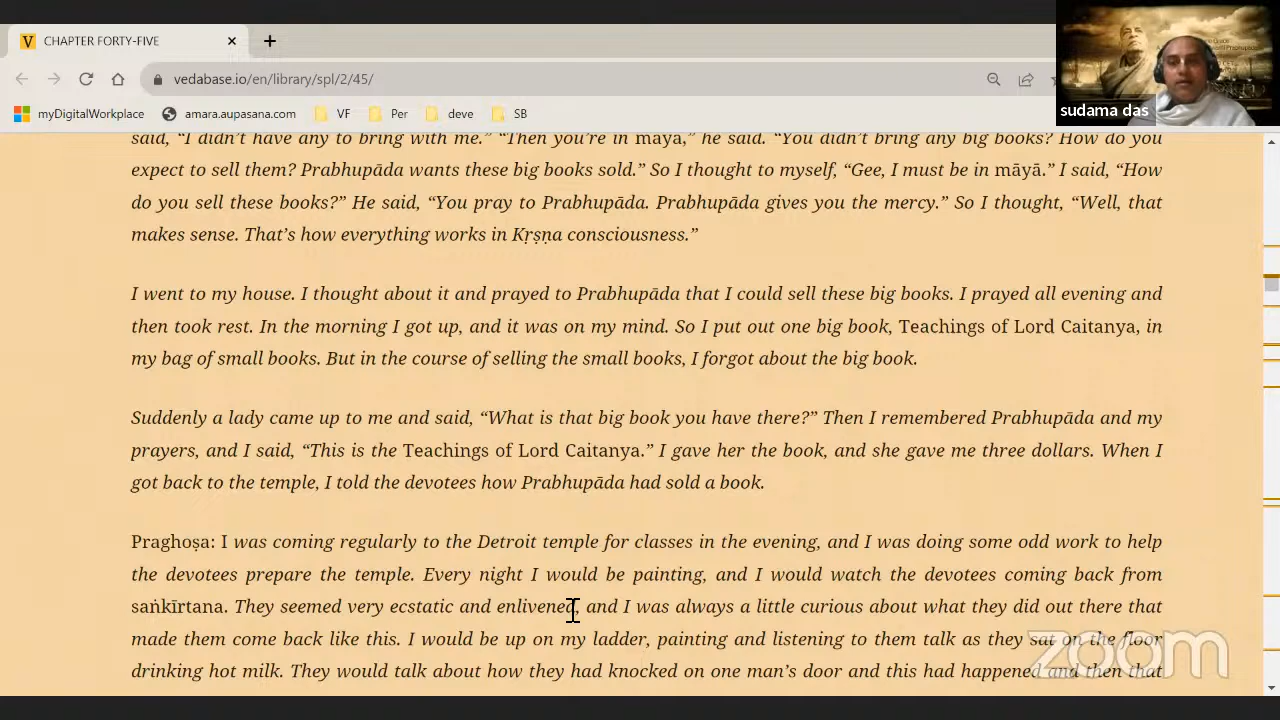 CHAPTER FORTY-FIVE
vedabase.io/en/library/spl/2/45/
myDigitalWorkplace
amara.aupasana.com
VF
Per
deve
SB
sudama das
said, “I didn’t have any to bring with me.” “Then you’re in maya,” he said. “You didn’t bring any big books? How do you
expect to sell them? Prabhupāda wants these big books sold.” So I thought to myself, “Gee, I must be in māyā.” I said, “How
do you sell these books?” He said, “You pray to Prabhupāda. Prabhupāda gives you the mercy.” So I thought, “Well, that
makes sense. That’s how everything works in Kṛṣṇa consciousness.”
I went to my house. I thought about it and prayed to Prabhupāda that I could sell these big books. I prayed all evening and
then took rest. In the morning I got up, and it was on my mind. So I put out one big book, Teachings of Lord Caitanya, in
my bag of small books. But in the course of selling the small books, I forgot about the big book.
Suddenly a lady came up to me and said, “What is that big book you have there?” Then I remembered Prabhupāda and my
prayers, and I said, “This is the Teachings of Lord Caitanya.” I gave her the book, and she gave me three dollars. When I
got back to the temple, I told the devotees how Prabhupāda had sold a book.
Praghoṣa: I was coming regularly to the Detroit temple for classes in the evening, and I was doing some odd work to help
the devotees prepare the temple. Every night I would be painting, and I would watch the devotees coming back from
saṅkīrtana. They seemed very ecstatic and enlivened, and I was always a little curious about what they did out there that
made them come back like this. I would be up on my ladder, painting and listening to them talk as they sat on the floor
drinking hot milk. They would talk about how they had knocked on one man’s door and this had happened and then that
zoom